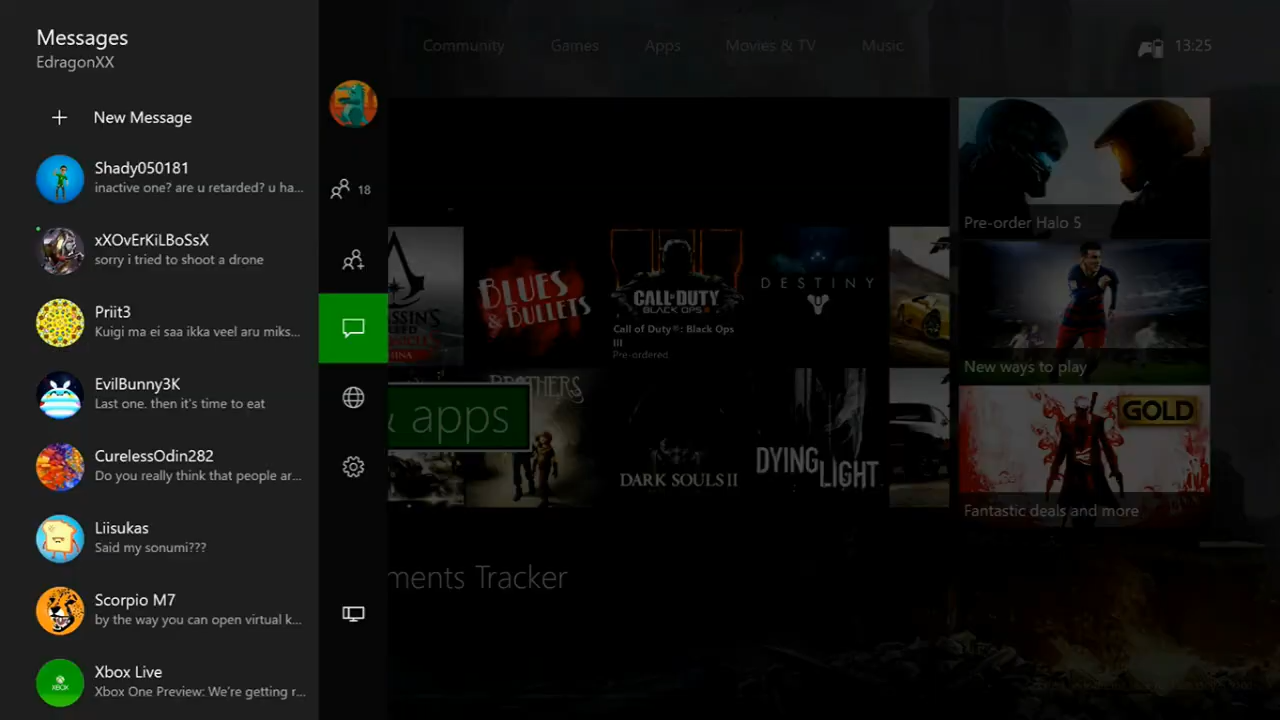 Messages
EdragonXX
+ New Message
Shady050181
inactive one? are u retarded? u ha...
xXOvErKiLBoSsX
sorry i tried to shoot a drone
Priit3
Kuigi ma ei saa ikka veel aru miks...
EvilBunny3K
Last one. then it's time to eat
CurelessOdin282
Do you really think that people ar...
Liisukas
Said my sonumi???
Scorpio M7
by the way you can open virtual k...
Xbox Live
Xbox One Preview: We're getting r...
XBOX
18
Community Games Apps Movies & TV Music
13:25
BLUES
& BULLETS
CALL·DUTY
BLACK OPS
Call of Duty®: Black Ops
III
Pre-ordered
DESTINY
& apps
BROTHERS
DARK SOULS II
DYING LIGHT
ments Tracker
Pre-order Halo 5
New ways to play
GOLD
Fantastic deals and more